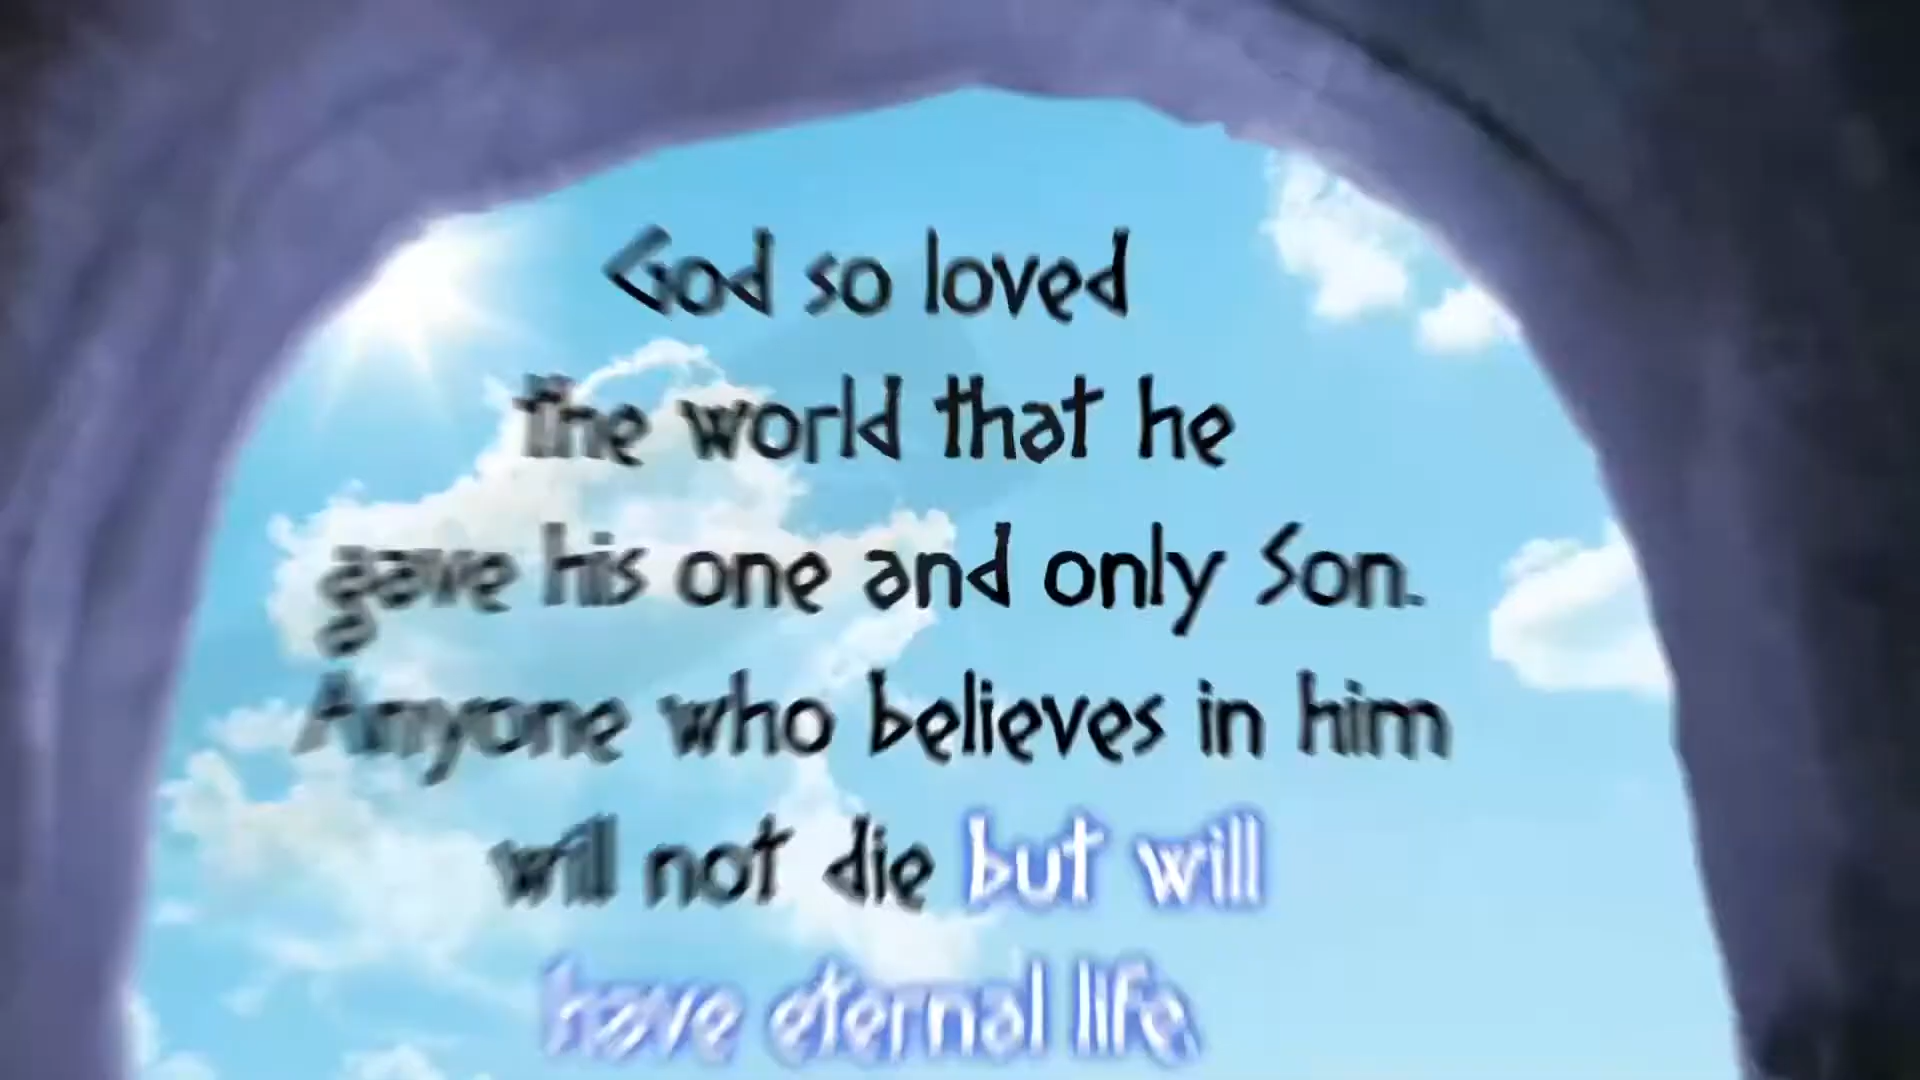 God so loved
the world that he
gave his one and only Son.
Anyone who believes in him
will not die but will
have eternal life.